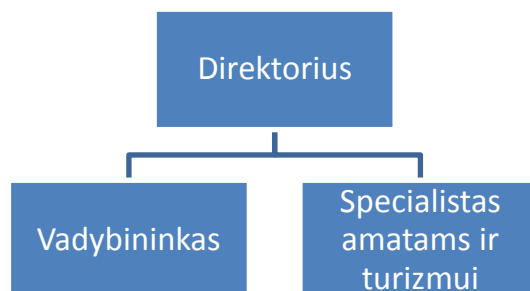 Direktorius
Vadybininkas
Specialistas
amatams ir
turizmui